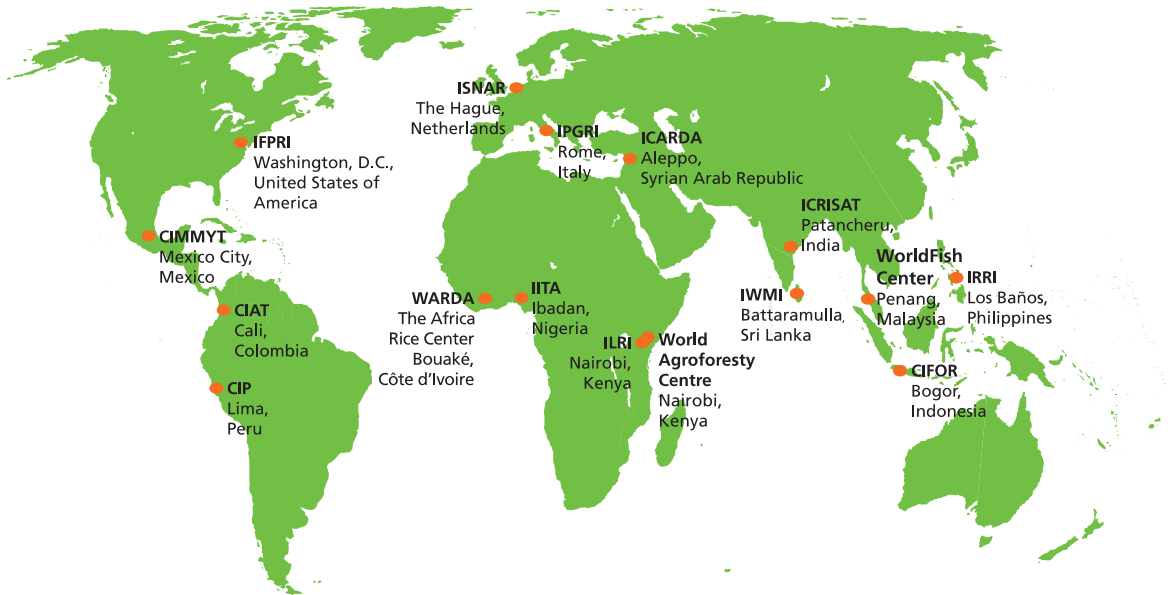 ISNAR
The Hague,
Netherlands
IPGRI
Rome,
Italy
ICARDA
Aleppo,
Syrian Arab Republic
IFPRI
Washington, D.C.,
United States of
America
ICRISAT
Patancheru,
India
CIMMYT
Mexico City,
Mexico
WorldFish
Center
Penang,
Malaysia
IRRI
Los Baños,
Philippines
CIAT
Cali,
Colombia
WARDA
The Africa
Rice Center
Bouaké,
Côte d’Ivoire
IITA
Ibadan,
Nigeria
IWMI
Battaramulla,
Sri Lanka
ILRI
Nairobi,
Kenya
World
Agroforesty
Centre
Nairobi,
Kenya
CIP
Lima,
Peru
CIFOR
Bogor,
Indonesia